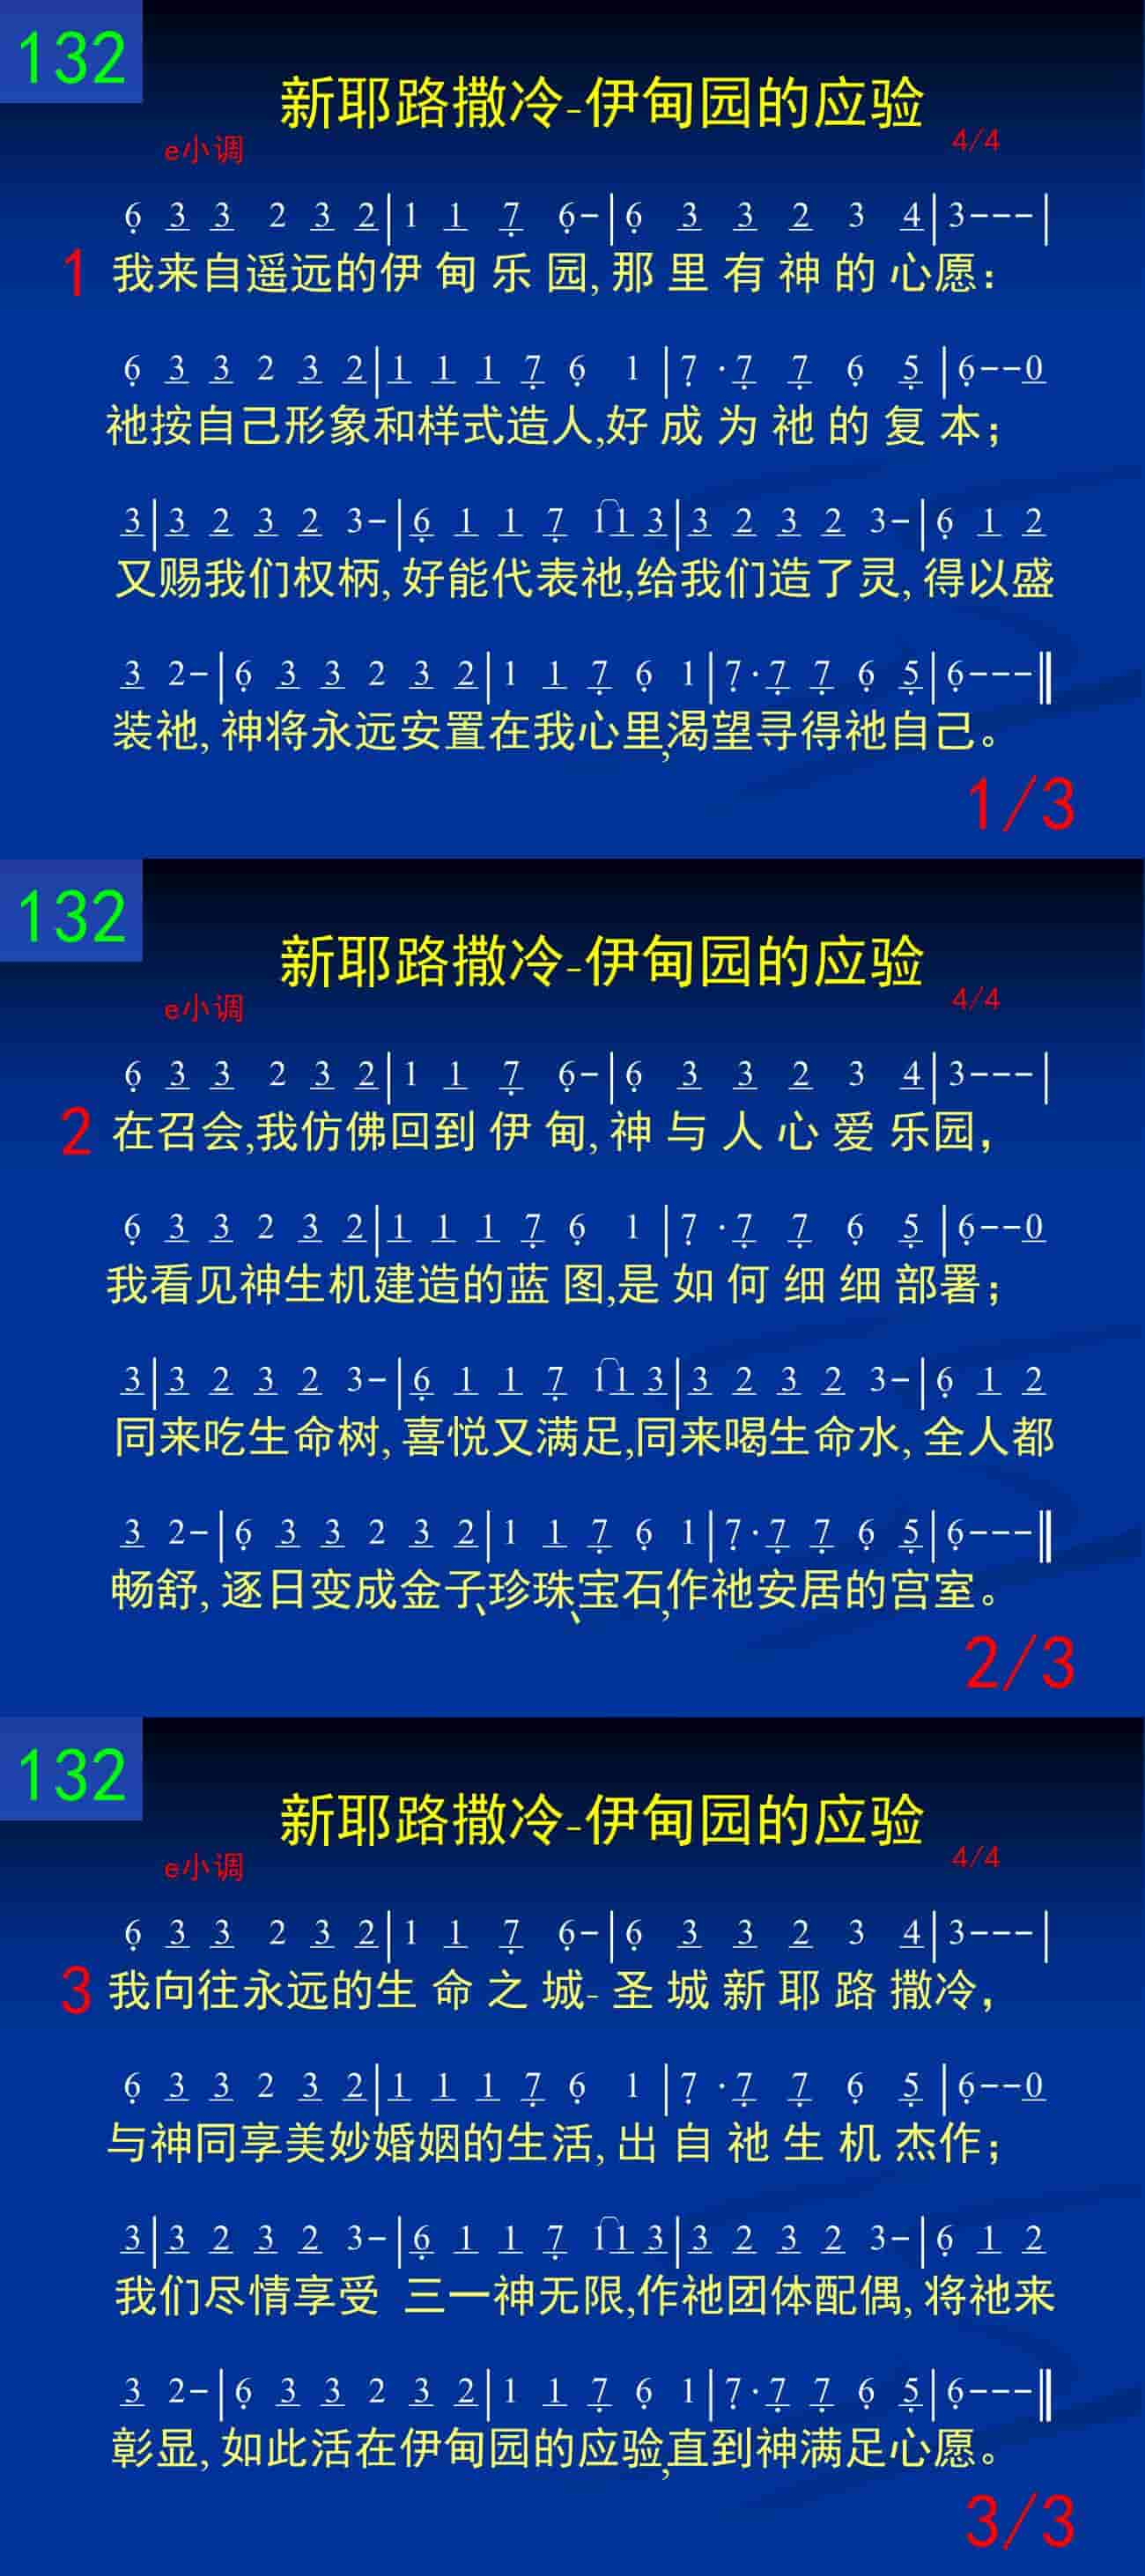 132
新耶路撒冷-伊甸园的应验
e小调 4/4
6 3 3 2 3 2|1 1 7 6-|6 3 3 2 3 4|3---|
1 我来自遥远的伊甸乐园,那里有神的心愿：
6 3 3 2 3 2|1 1 1 7 6 1|7·7 7 6 5|6--0
祂按自己形象和样式造人,好成为祂的复本；
3|3 2 3 2 3-|6 1 1 7 11 3|3 2 3 2 3-|6 1 2
又赐我们权柄,好能代表祂,给我们造了灵,得以盛
3 2-|6 3 3 2 3 2|1 1 7 6 1|7·7 7 6 5|6---‖
装祂,神将永远安置在我心里,渴望寻得祂自己。
1/3
132
新耶路撒冷-伊甸园的应验
e小调 4/4
6 3 3 2 3 2|1 1 7 6-|6 3 3 2 3 4|3---|
2 在召会,我仿佛回到伊甸,神与人心爱乐园，
6 3 3 2 3 2|1 1 1 7 6 1|7·7 7 6 5|6--0
我看见神生机建造的蓝图,是如何细细部署；
3|3 2 3 2 3-|6 1 1 7 11 3|3 2 3 2 3-|6 1 2
同来吃生命树,喜悦又满足,同来喝生命水,全人都
3 2-|6 3 3 2 3 2|1 1 7 6 1|7·7 7 6 5|6---‖
畅舒,逐日变成金子、珍珠、宝石,作祂安居的宫室。
2/3
132
新耶路撒冷-伊甸园的应验
e小调 4/4
6 3 3 2 3 2|1 1 7 6-|6 3 3 2 3 4|3---|
3 我向往永远的生命之城-圣城新耶路撒冷，
6 3 3 2 3 2|1 1 1 7 6 1|7·7 7 6 5|6--0
与神同享美妙婚姻的生活,出自祂生机杰作；
3|3 2 3 2 3-|6 1 1 7 11 3|3 2 3 2 3-|6 1 2
我们尽情享受 三一神无限,作祂团体配偶,将祂来
3 2-|6 3 3 2 3 2|1 1 7 6 1|7·7 7 6 5|6---‖
彰显,如此活在伊甸园的应验,直到神满足心愿。
3/3